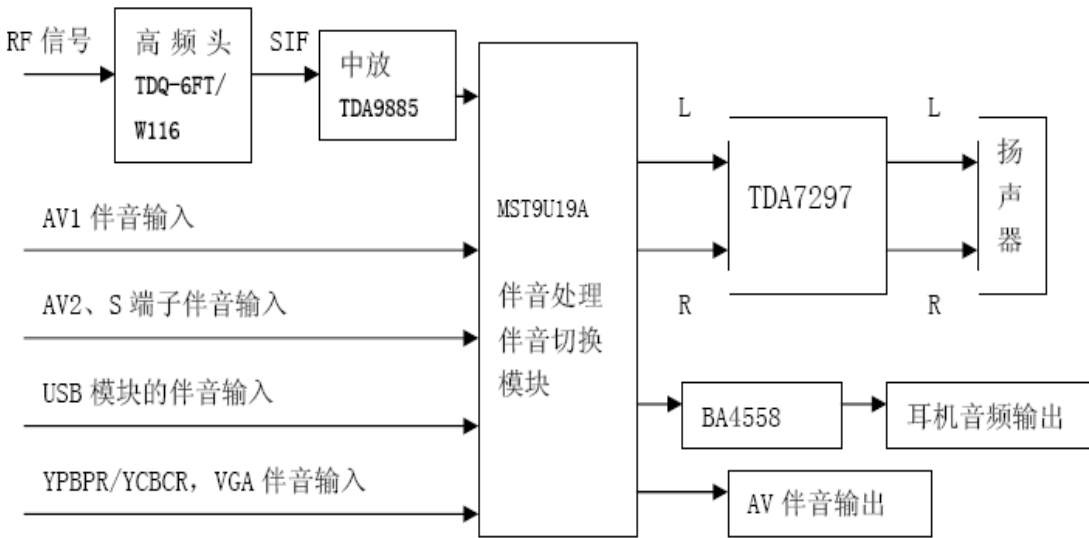 RF 信号
高 频 头
TDQ-6FT/
W116
SIF
中放
TDA9885
AV1 伴音输入
AV2、S 端子伴音输入
USB 模块的伴音输入
YPBPR/YCBCR, VGA 伴音输入
MST9U19A
伴音处理
伴音切换
模块
L
R
TDA7297
L
R
扬
声
器
BA4558
耳机音频输出
AV 伴音输出